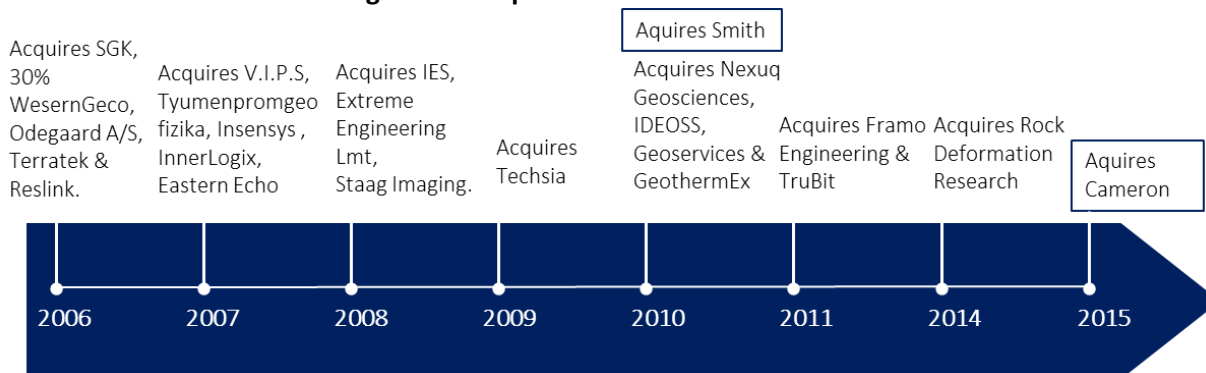 Aquires Smith
Acquires SGK,
30%
WesernGeco,
Odegaard A/S,
Terratek &
Reslink.
Acquires V.I.P.S,
Tyumenpromgeo
fizika, Insensys ,
InnerLogix,
Eastern Echo
Acquires IES,
Extreme
Engineering
Lmt,
Staag Imaging.
Acquires
Techsia
Acquires Nexuq
Geosciences,
IDEOSS,
Geoservices &
GeothermEx
Acquires Framo
Engineering &
TruBit
Acquires Rock
Deformation
Research
Aquires
Cameron
2006
2007
2008
2009
2010
2011
2014
2015